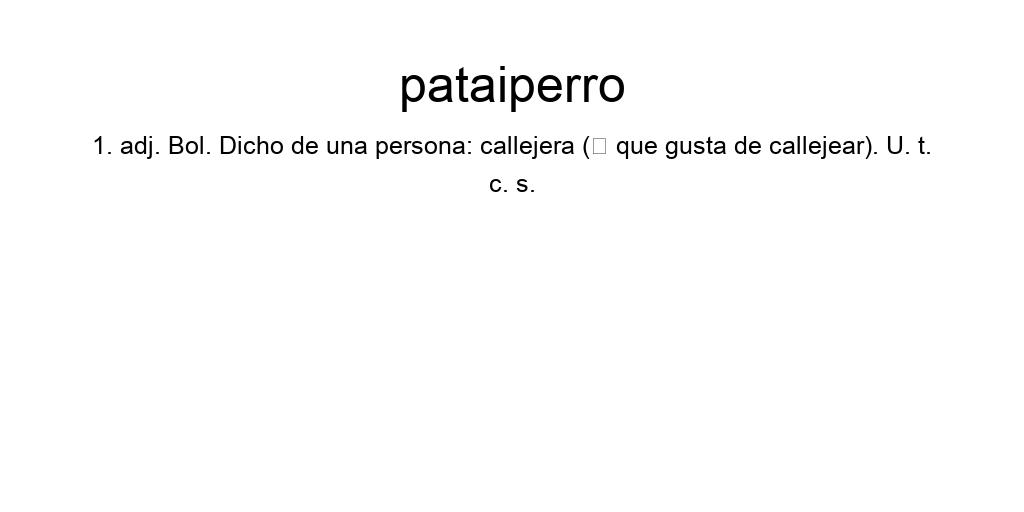 pataiperro
1. adj. Bol. Dicho de una persona: callejera (□ que gusta de callejear). U. t.
c. s.